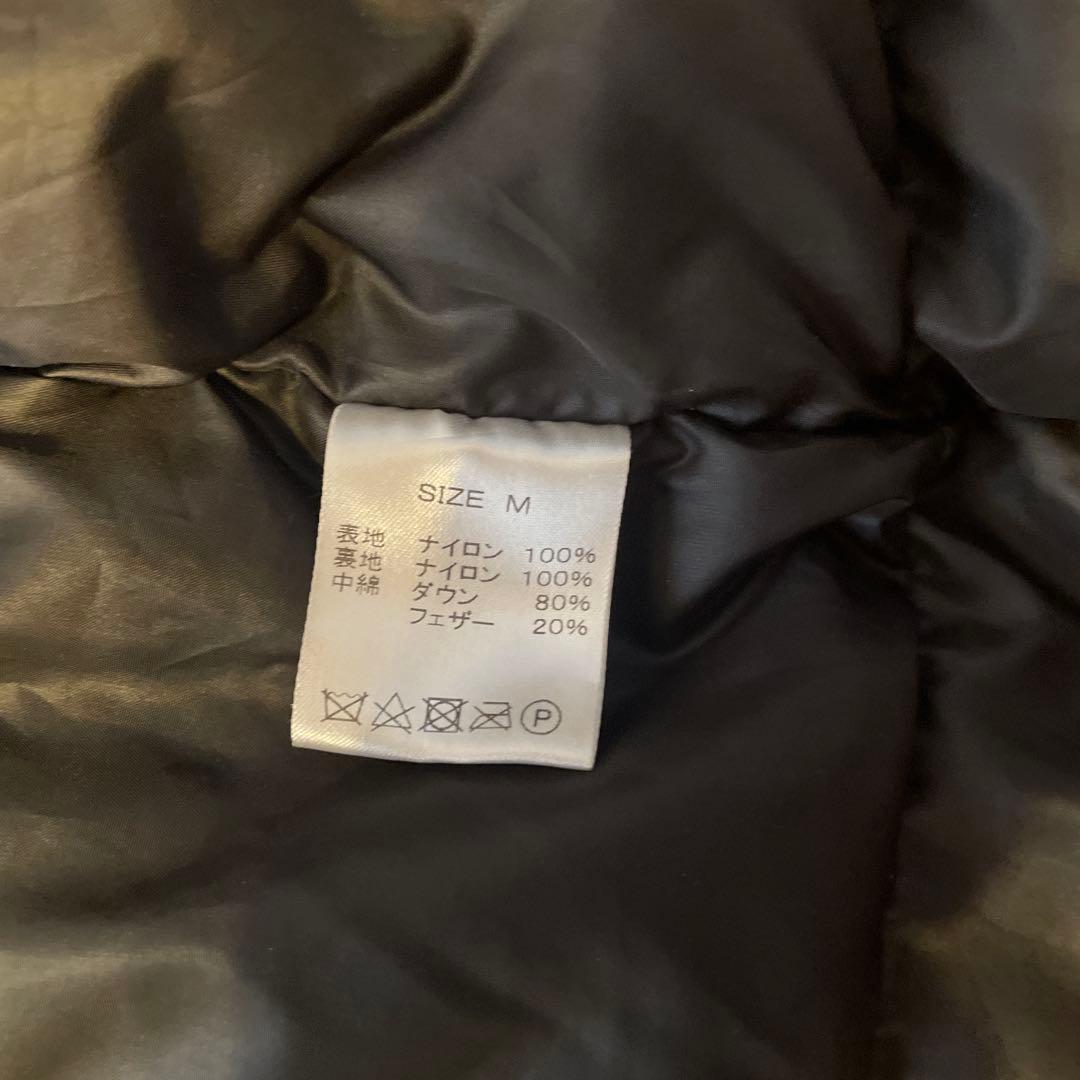 SIZE M
表地 ナイロン 100%
裏地 ナイロン 100%
中綿 ダウン 80%
フェザー 20%
P